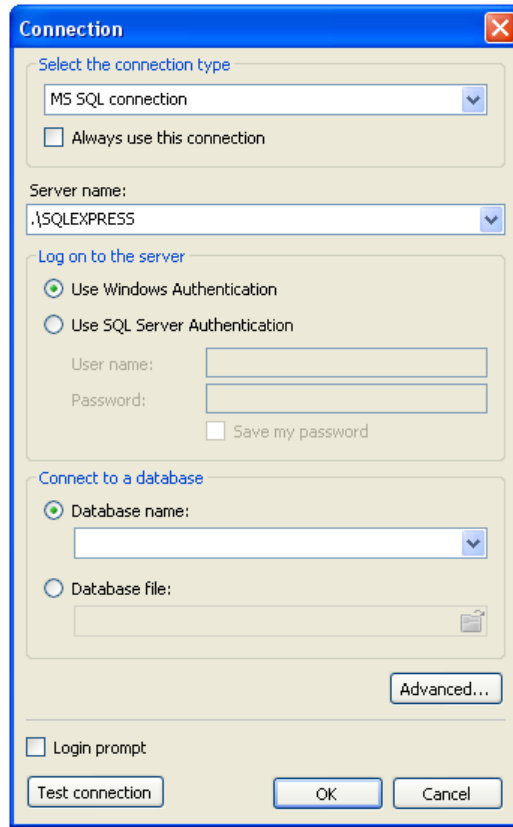 Connection
Select the connection type
MS SQL connection
Always use this connection
Server name:
.\SQLEXPRESS
Log on to the server
Use Windows Authentication
Use SQL Server Authentication
User name:
Password:
Save my password
Connect to a database
Database name:
Database file:
Advanced...
Login prompt
Test connection OK Cancel